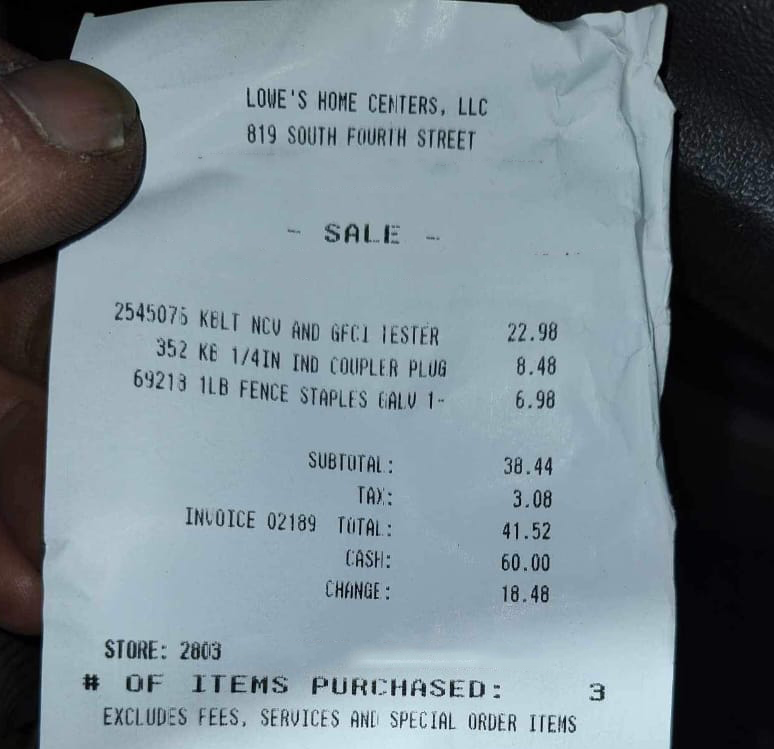 LOWE'S HOME CENTERS, LLC
819 SOUTH FOURTH STREET
- SALE -
2545075 KBLT NCV AND GFCI TESTER 22.98
352 KB 1/4IN IND COUPLER PLUG 8.48
69213 1LB FENCE STAPLES GALV 1- 6.98
SUBTOTAL: 38.44
TAX: 3.08
INVOICE 02189 TOTAL: 41.52
CASH: 60.00
CHANGE: 18.48
STORE: 2803
# OF ITEMS PURCHASED: 3
EXCLUDES FEES, SERVICES AND SPECIAL ORDER ITEMS